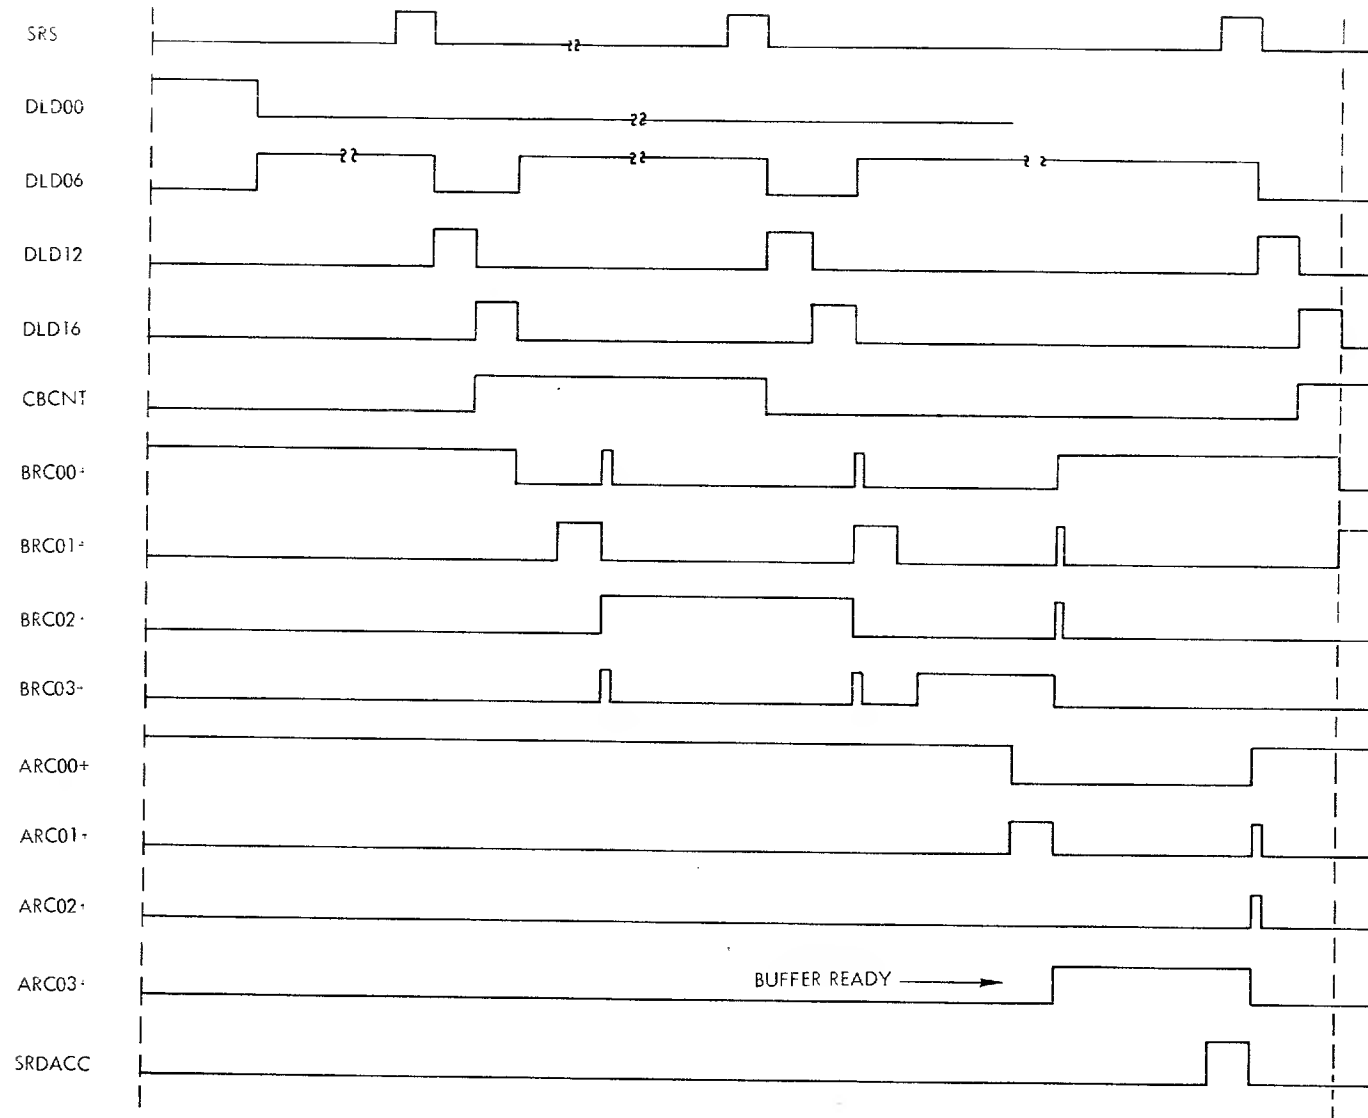 SRS
DLD00
DLD06
DLD12
DLD16
CBCNT
BRC00+
BRC01+
BRC02+
BRC03+
ARC00+
ARC01+
ARC02+
ARC03+
BUFFER READY
SRDACC